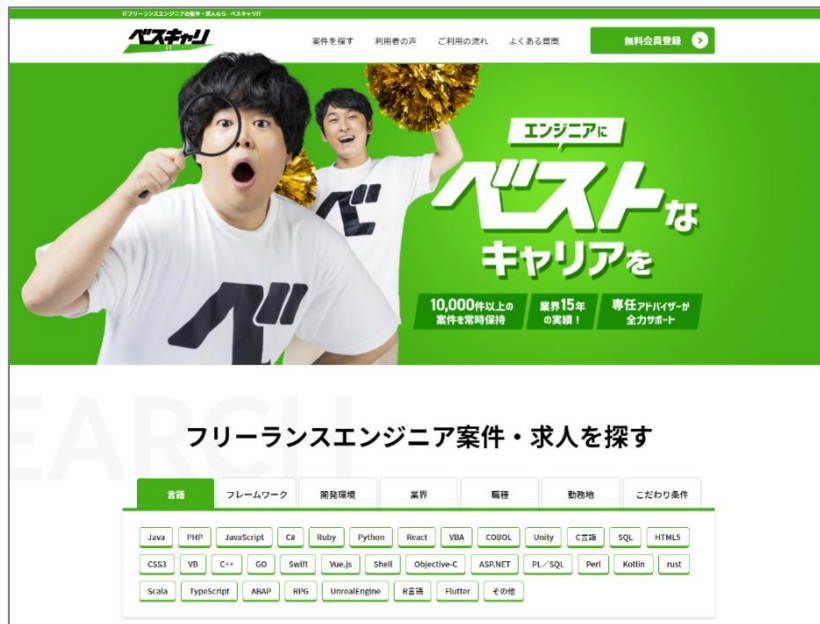 ITフリーランスエンジニアの案件・求人なら - ベスキャリIT
ベスキャリ
IT
案件を探す 利用者の声 ご利用の流れ よくある質問 無料会員登録
エンジニアに
ベストな
キャリアを
10,000件以上の
案件を常時保持
業界15年
の実績！
専任アドバイザーが
全力サポート
べ
べ
SEARCH
フリーランスエンジニア案件・求人を探す
言語 フレームワーク 開発環境 業界 職種 勤務地 こだわり条件
Java PHP JavaScript C# Ruby Python React VBA COBOL Unity C言語 SQL HTML5
CSS3 VB C++ GO Swift Vue.js Shell Objective-C ASP.NET PL／SQL Perl Kotlin rust
Scala TypeScript ABAP RPG UnrealEngine R言語 Flutter その他